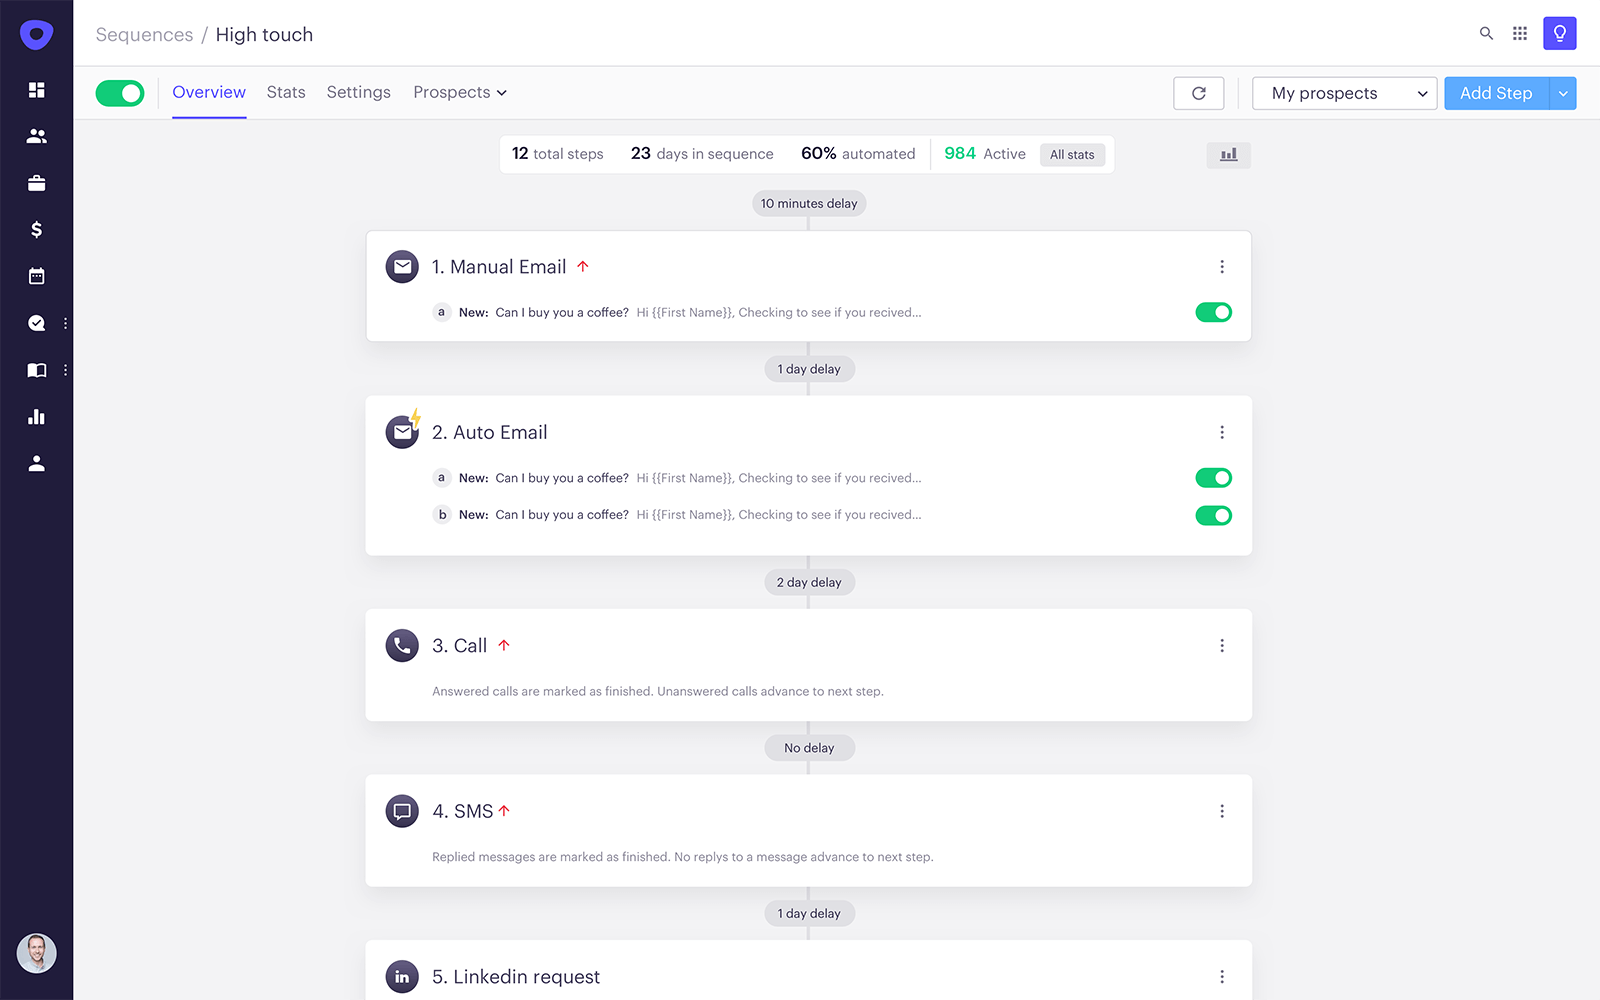 Sequences / High touch
Overview Stats Settings Prospects
My prospects
Add Step
12 total steps 23 days in sequence 60% automated 984 Active All stats
10 minutes delay
1. Manual Email
a New: Can I buy you a coffee? Hi {{First Name}}, Checking to see if you recived...
1 day delay
2. Auto Email
a New: Can I buy you a coffee? Hi {{First Name}}, Checking to see if you recived...
b New: Can I buy you a coffee? Hi {{First Name}}, Checking to see if you recived...
2 day delay
3. Call
Answered calls are marked as finished. Unanswered calls advance to next step.
No delay
4. SMS
Replied messages are marked as finished. No replys to a message advance to next step.
1 day delay
in 5. Linkedin request